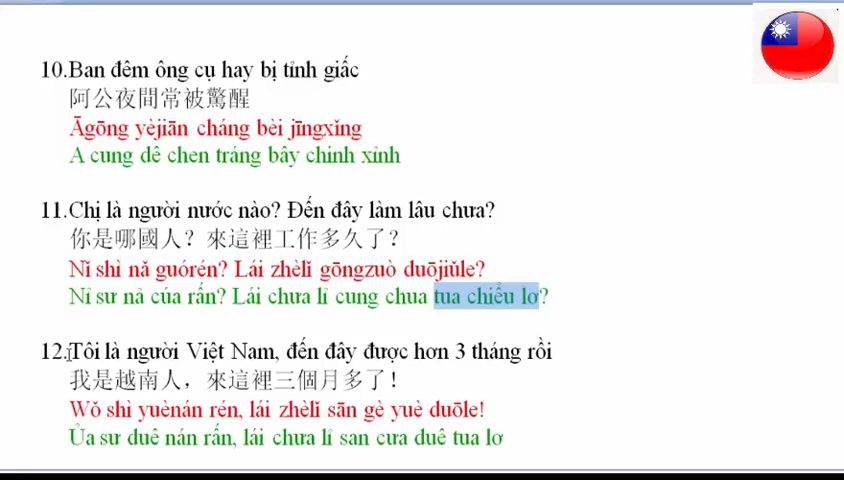 10.Ban đêm ông cụ hay bị tỉnh giấc
阿公夜間常被驚醒
Āgōng yèjiān cháng bèi jīngxǐng
A cung dê chen tráng bây chinh xỉnh
11.Chị là người nước nào? Đến đây làm lâu chưa?
你是哪國人？來這裡工作多久了？
Nǐ shì nǎ guórén? Lái zhèlǐ gōngzuò duōjiǔle?
Nỉ sư nả cúa rấn? Lái chưa lỉ cung chua tua chiểu lơ?
12.Tôi là người Việt Nam, đến đây được hơn 3 tháng rồi
我是越南人，來這裡三個月多了！
Wǒ shì yuènán rén, lái zhèlǐ sān gè yuè duōle!
Ủa sư duê nán rấn, lái chưa lỉ san cưa duê tua lơ